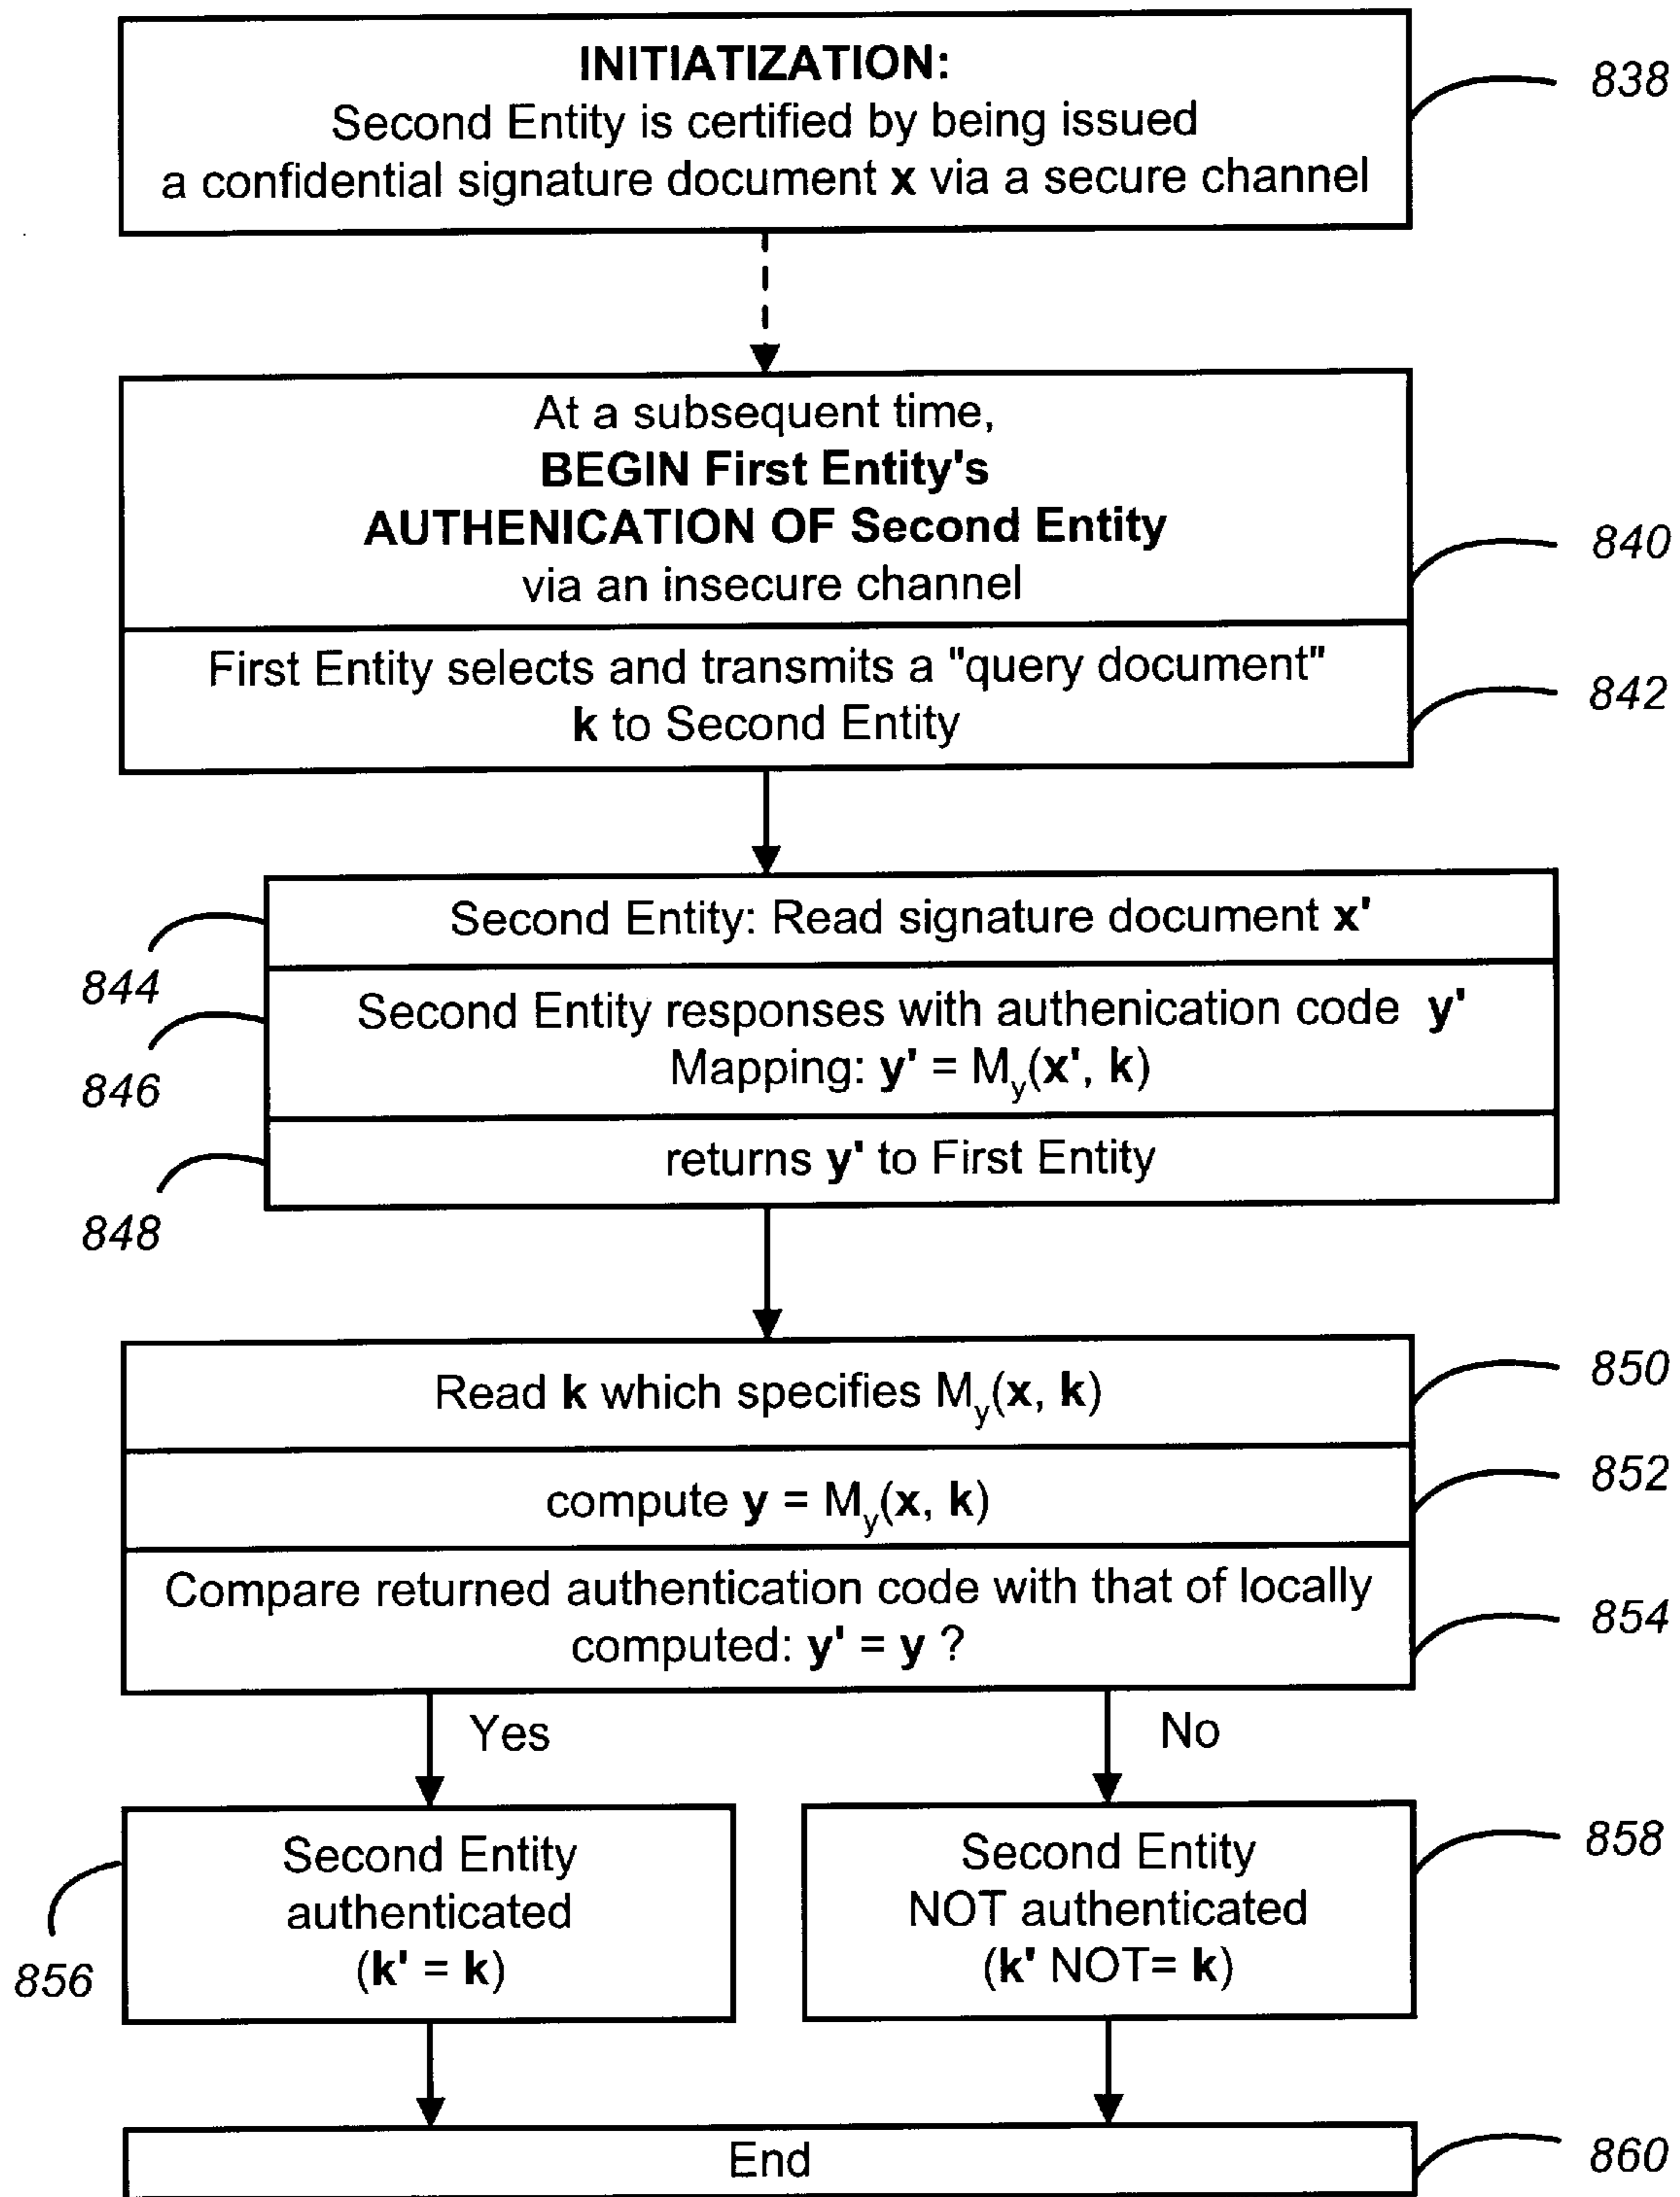 INITIATIZATION:
Second Entity is certified by being issued
a confidential signature document x via a secure channel
838
At a subsequent time,
BEGIN First Entity's
AUTHENICATION OF Second Entity
via an insecure channel
840
First Entity selects and transmits a "query document"
k to Second Entity
842
Second Entity: Read signature document x'
844
Second Entity responses with authenication code y'
Mapping: y' = My(x', k)
846
returns y' to First Entity
848
Read k which specifies My(x, k)
850
compute y = My(x, k)
852
Compare returned authentication code with that of locally
computed: y' = y ?
854
Yes
No
Second Entity
authenticated
(k' = k)
856
Second Entity
NOT authenticated
(k' NOT= k)
858
End
860